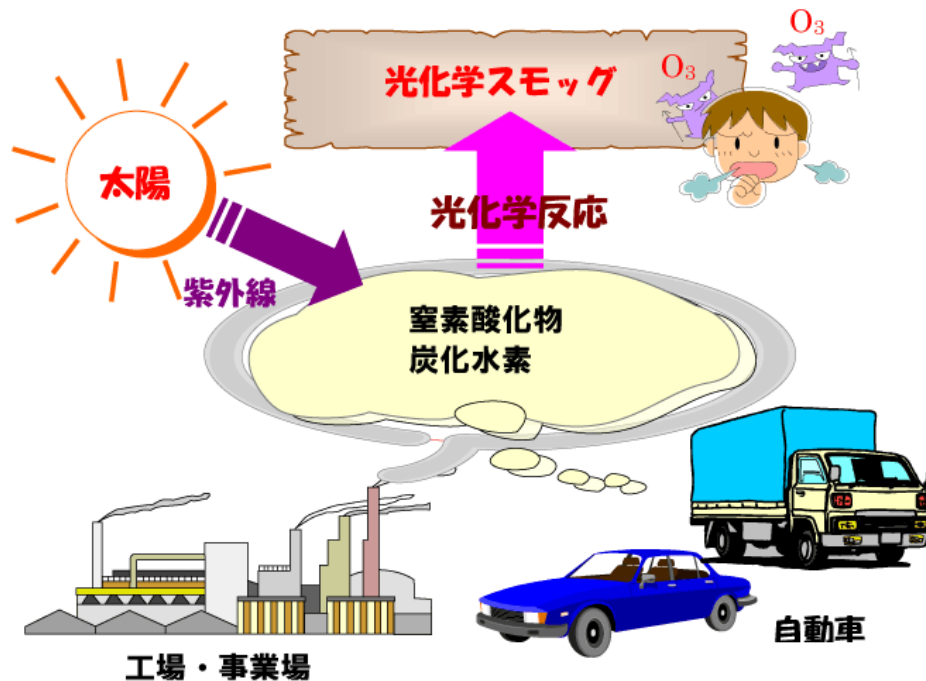 O₃
O₃
光化学スモッグ
太陽
光化学反応
紫外線
窒素酸化物
炭化水素
自動車
工場・事業場